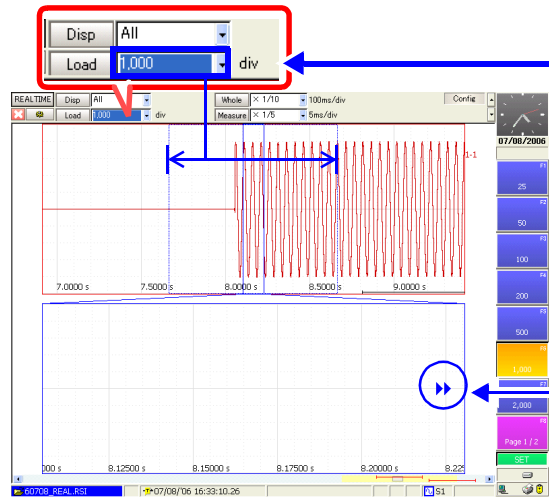 Disp All
Load 1,000 div
REALTIME Disp All Whole × 1/10 100ms/div Config
Load 1,000 div Measure × 1/5 5ms/div
07/08/2006
1-1
F1
25
F2
50
F3
100
F4
200
F5
500
F6
1,000
F7
2,000
F8
Page 1 / 2
SET
7.0000 s 7.5000 s 8.0000 s 8.5000 s 9.0000 s
000 s 8.12500 s 8.15000 s 8.17500 s 8.20000 s 8.225
60708_REAL.RSI '07/08/'06 16:33:10.26 S1